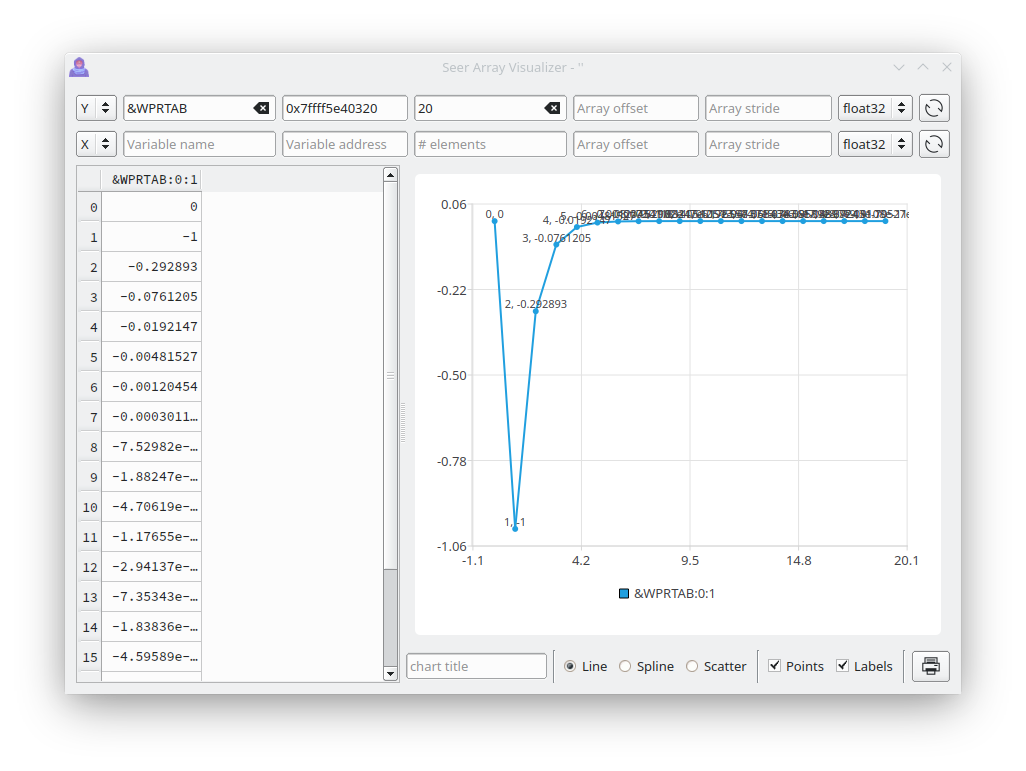 Seer Array Visualizer - ''
Y &WPRTAB 0x7ffff5e40320 20 Array offset Array stride float32
X Variable name Variable address # elements Array offset Array stride float32
&WPRTAB:0:1
0 0
1 -1
2 -0.292893
3 -0.0761205
4 -0.0192147
5 -0.00481527
6 -0.00120454
7 -0.0003011…
8 -7.52982e-…
9 -1.88247e-…
10 -4.70619e-…
11 -1.17655e-…
12 -2.94137e-…
13 -7.35343e-…
14 -1.83836e-…
15 -4.59589e-…
0.06
-0.22
-0.50
-0.78
-1.06
0, 0
4, -0.0192147
3, -0.0761205
2, -0.292893
1, -1
-1.1 4.2 9.5 14.8 20.1
&WPRTAB:0:1
chart title Line Spline Scatter Points Labels